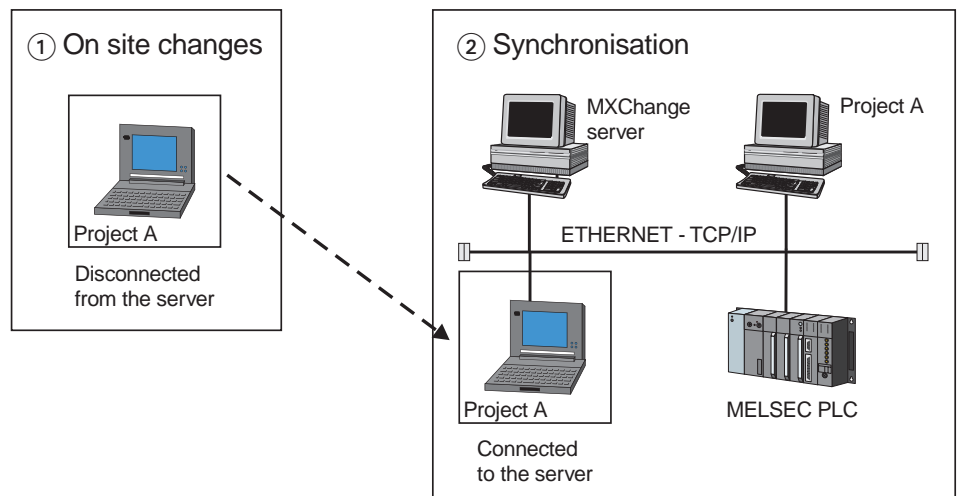 ① On site changes
Project A
Disconnected
from the server
② Synchronisation
MXChange
server
Project A
ETHERNET - TCP/IP
Project A
Connected
to the server
MELSEC PLC